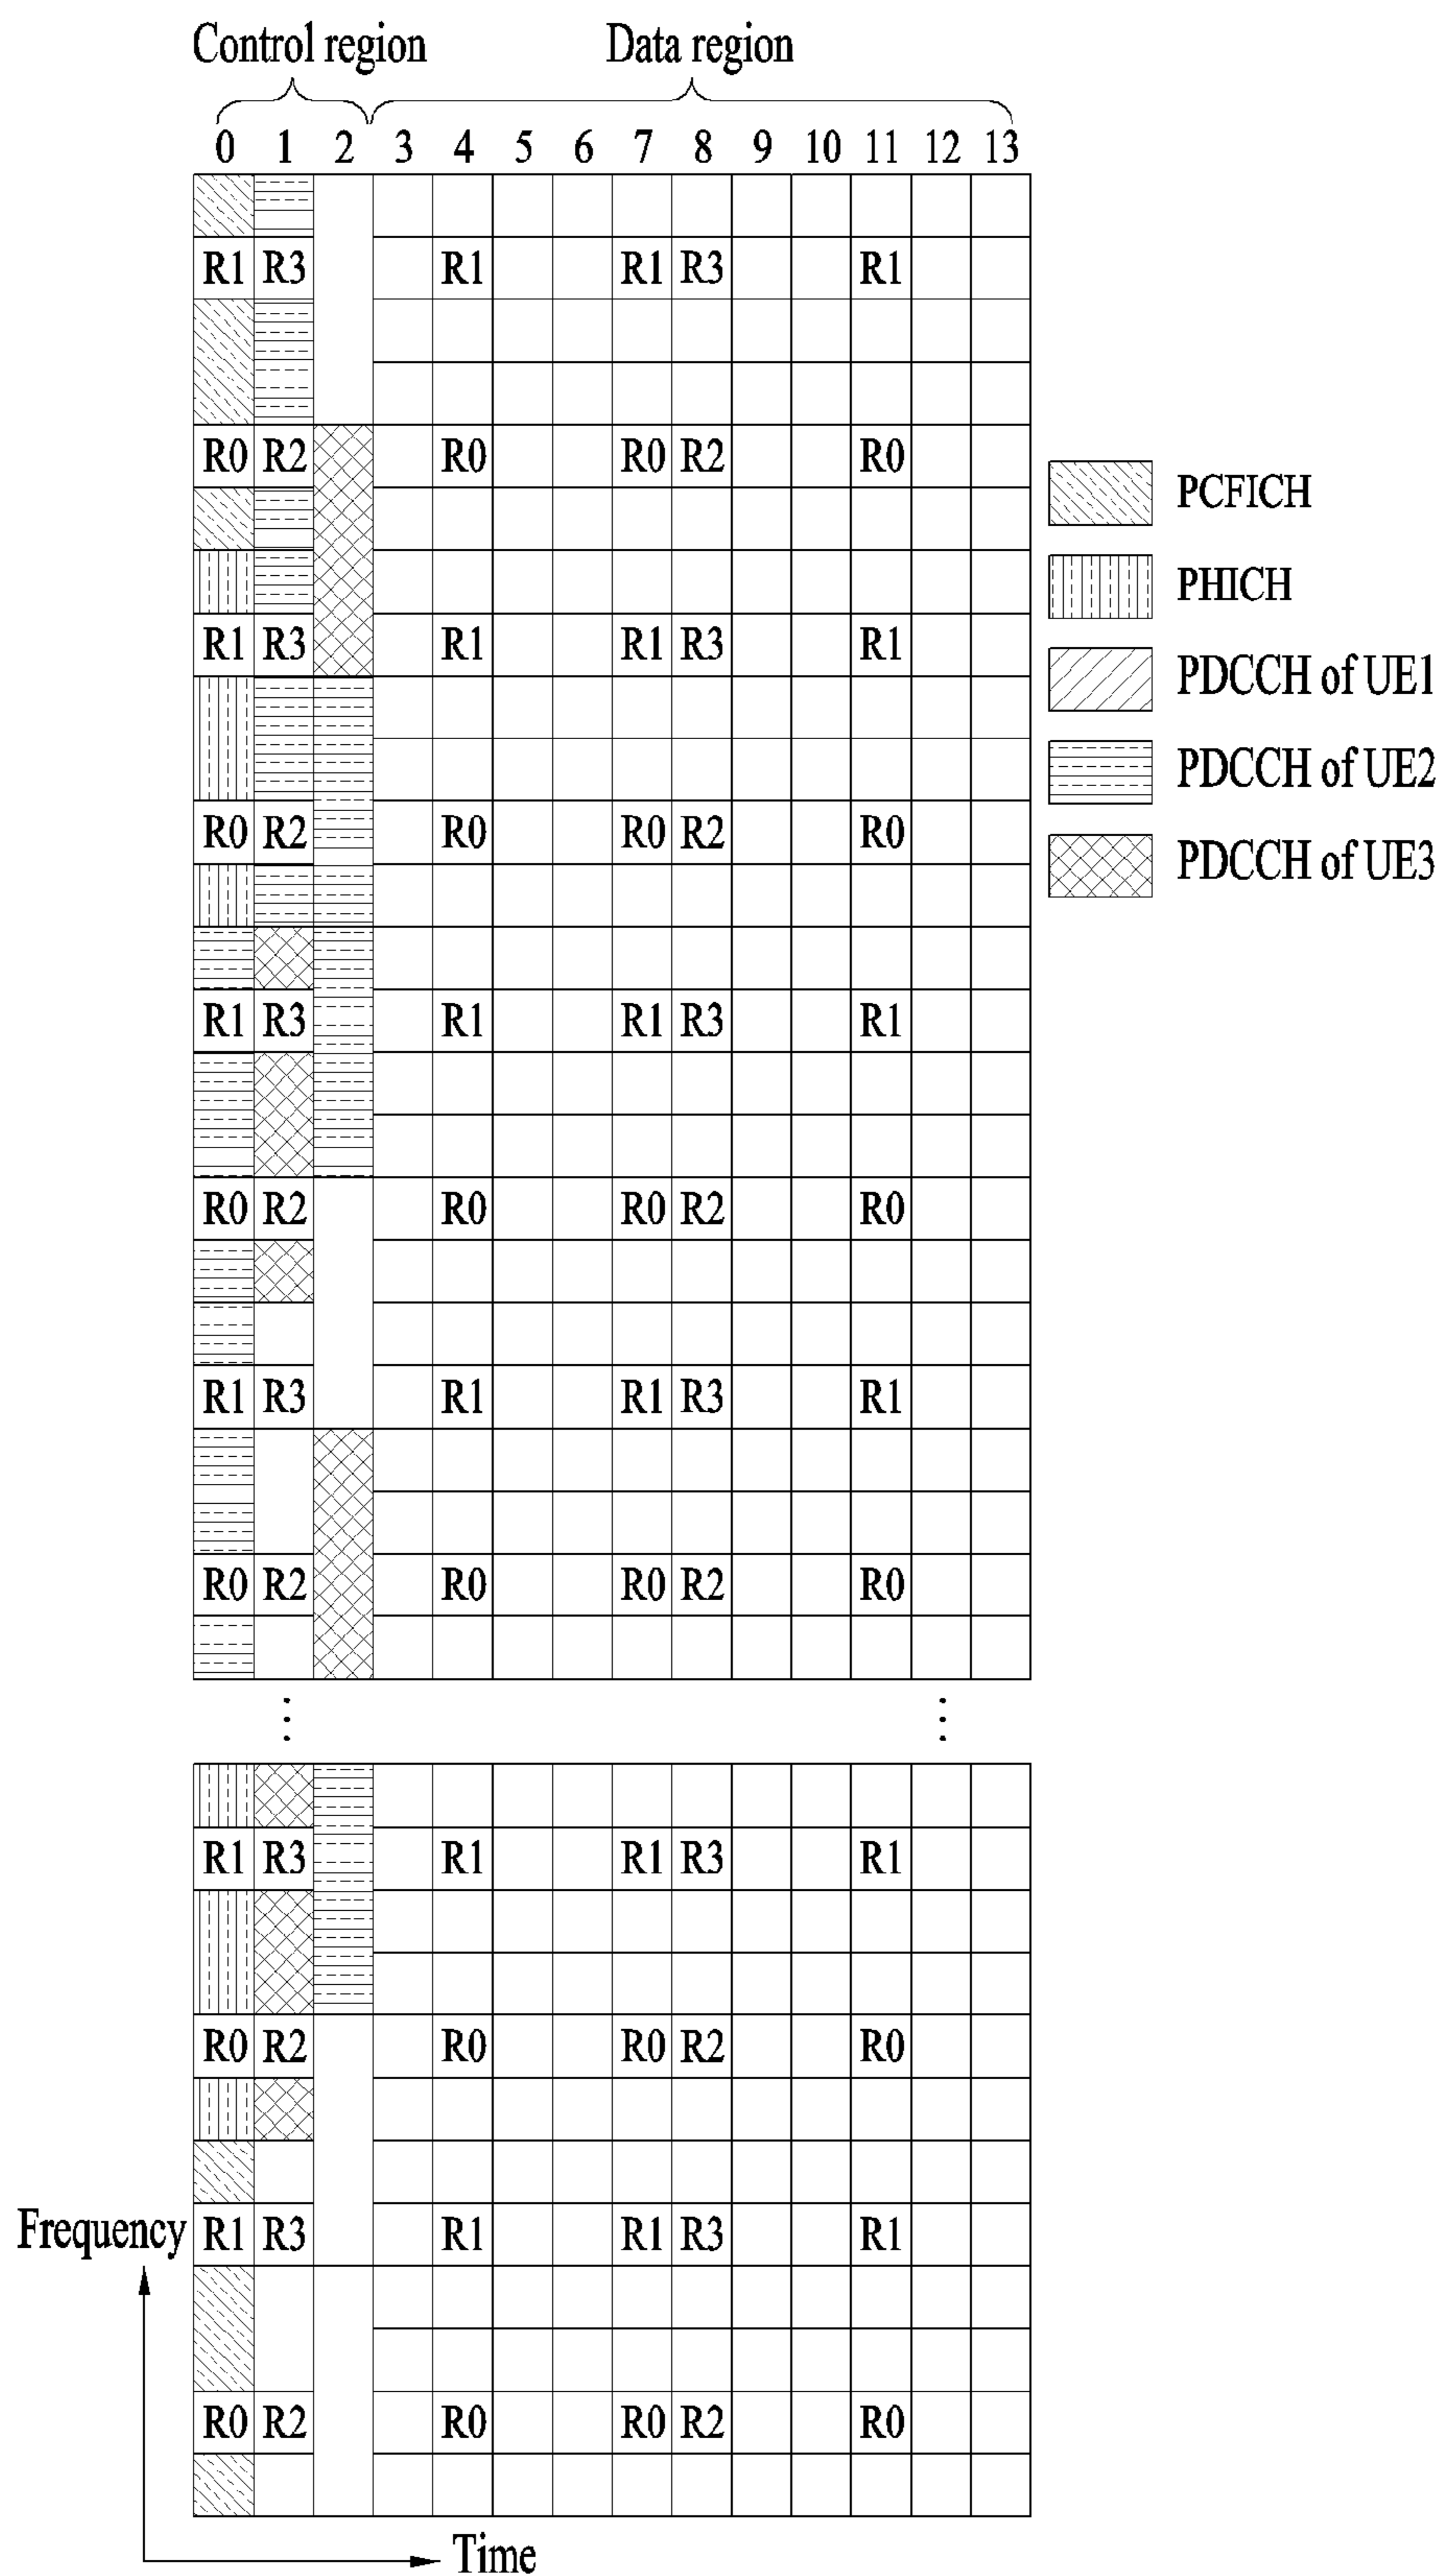 Control region Data region
0 1 2 3 4 5 6 7 8 9 10 11 12 13
R1 R3 R1 R1 R3 R1
R0 R2 R0 R0 R2 R0
PCFICH
PHICH
R1 R3 R1 R1 R3 R1
PDCCH of UE1
PDCCH of UE2
R0 R2 R0 R0 R2 R0
PDCCH of UE3
R1 R3 R1 R1 R3 R1
R0 R2 R0 R0 R2 R0
R1 R3 R1 R1 R3 R1
R0 R2 R0 R0 R2 R0
R1 R3 R1 R1 R3 R1
R0 R2 R0 R0 R2 R0
Frequency R1 R3 R1 R1 R3 R1
R0 R2 R0 R0 R2 R0
Time